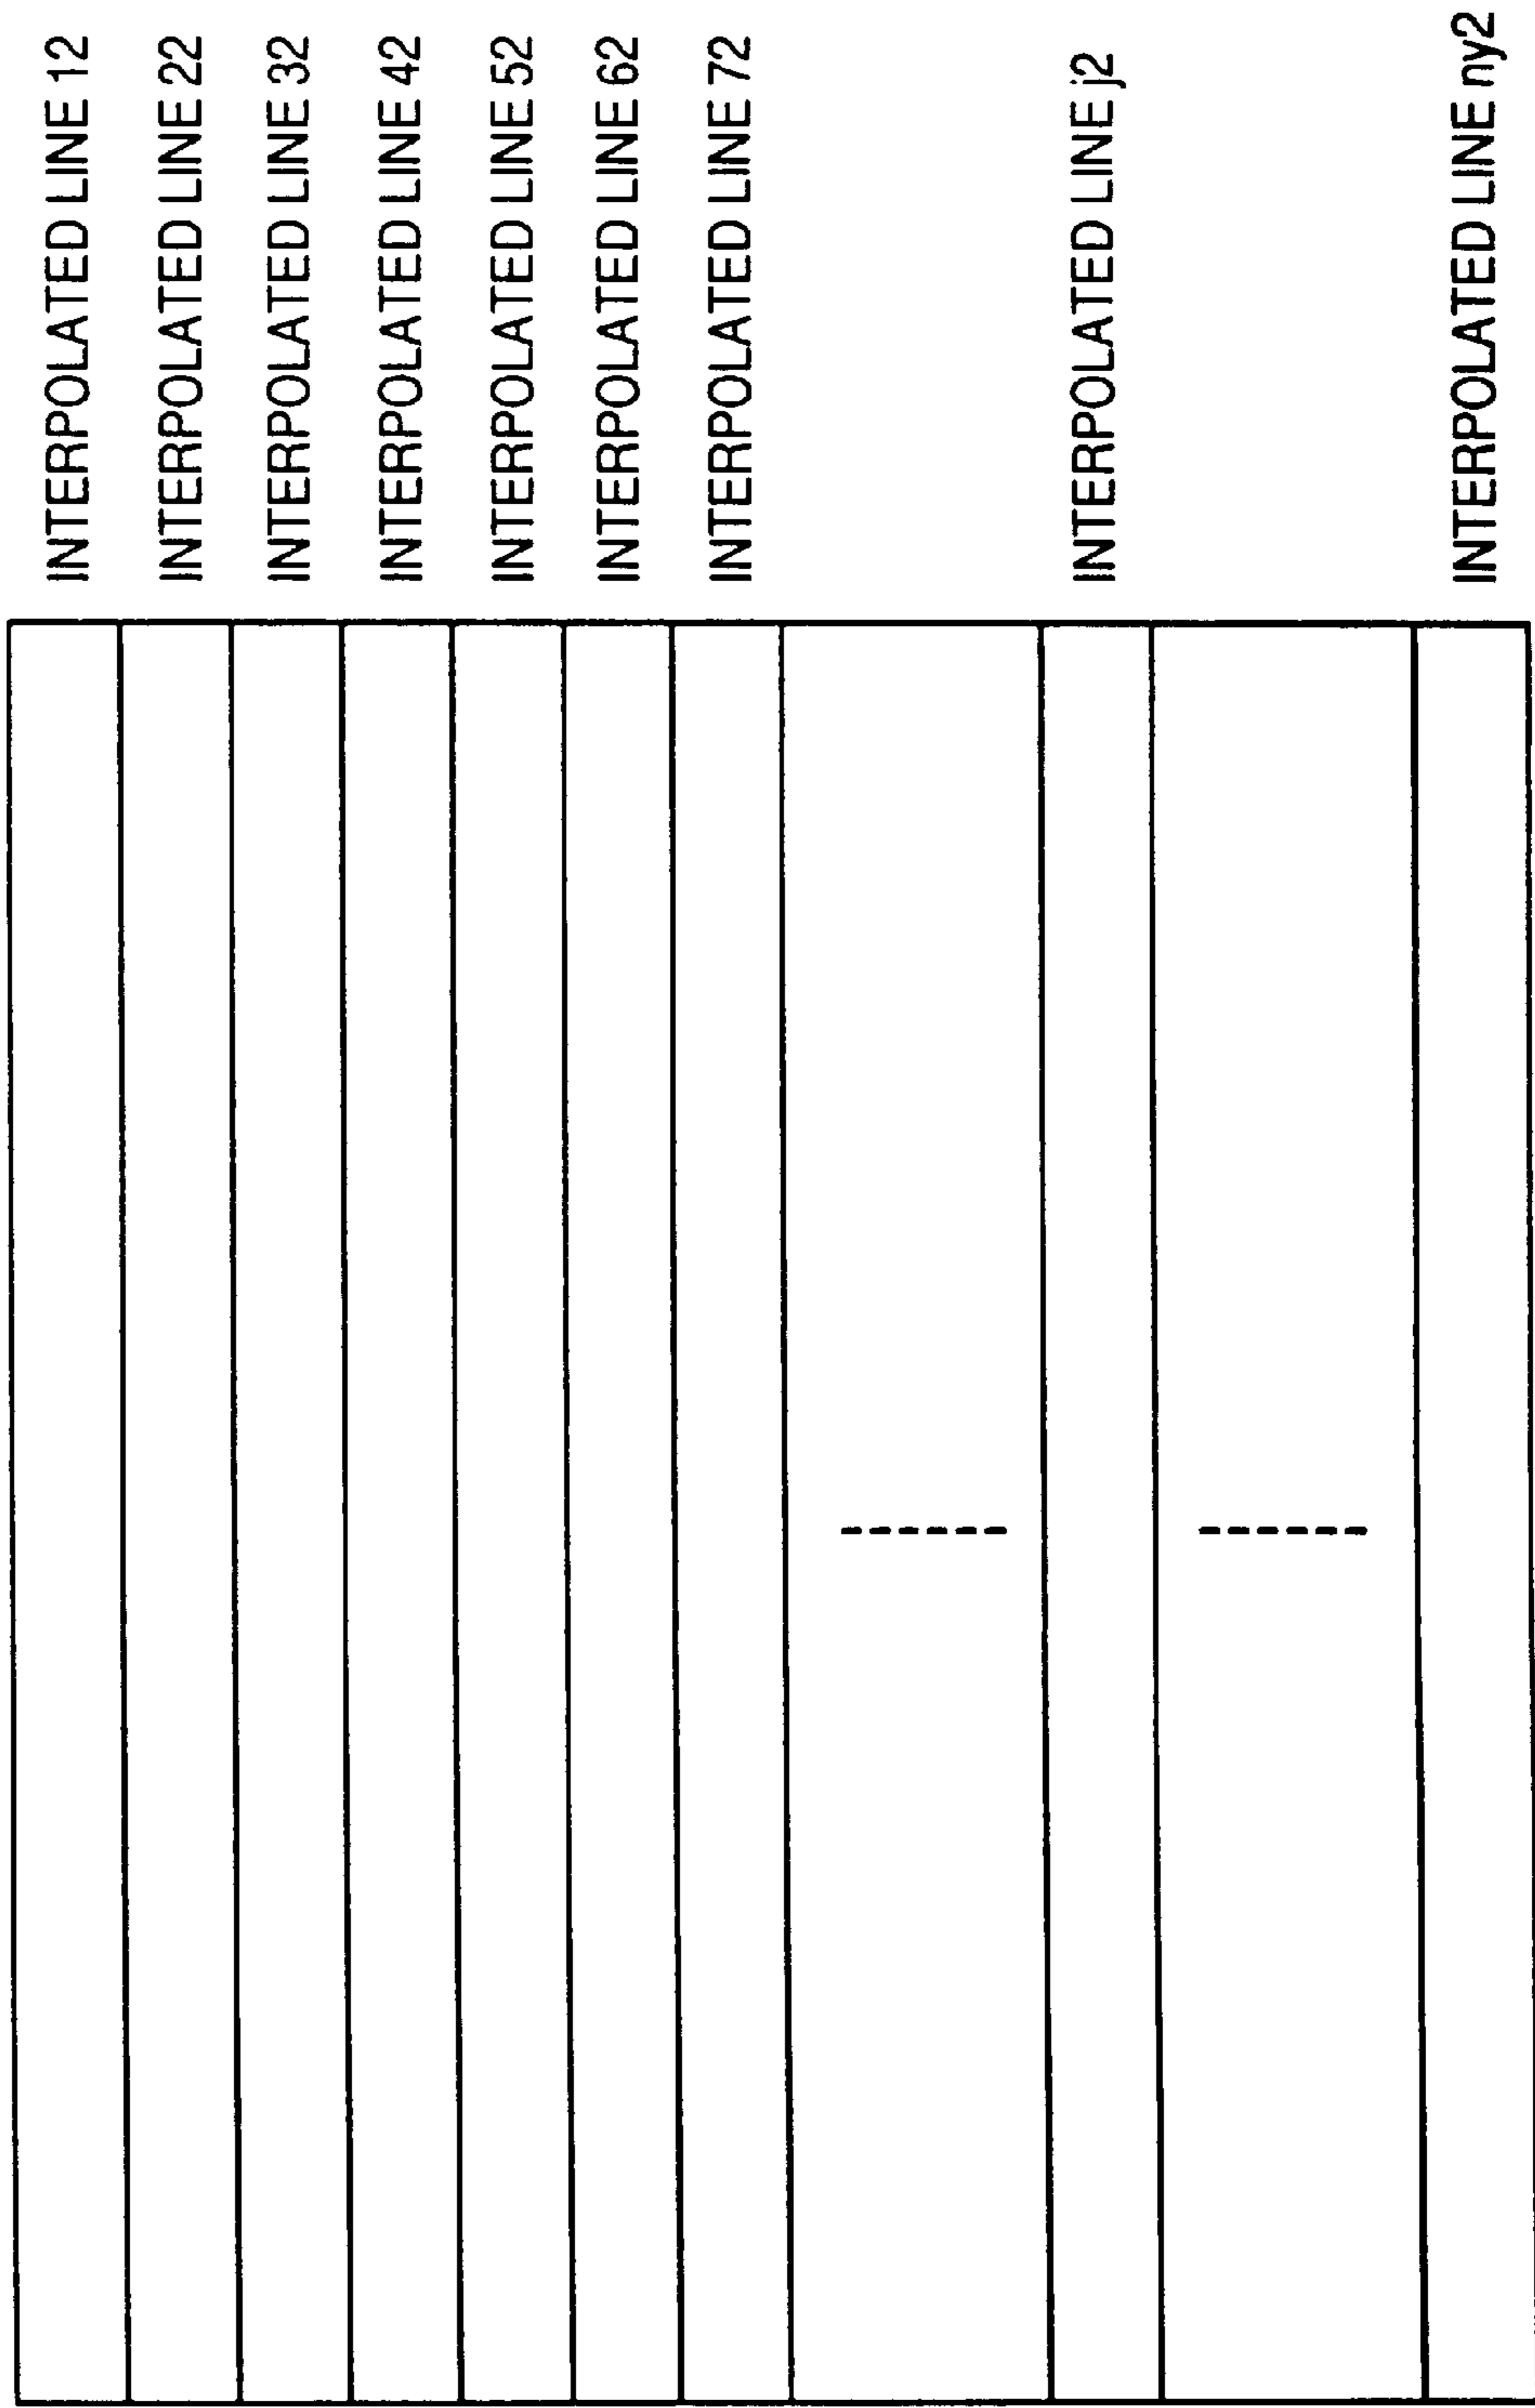 INTERPOLATED LINE 12
INTERPOLATED LINE 22
INTERPOLATED LINE 32
INTERPOLATED LINE 42
INTERPOLATED LINE 52
INTERPOLATED LINE 62
INTERPOLATED LINE 72
INTERPOLATED LINE j2
INTERPOLATED LINE ny2